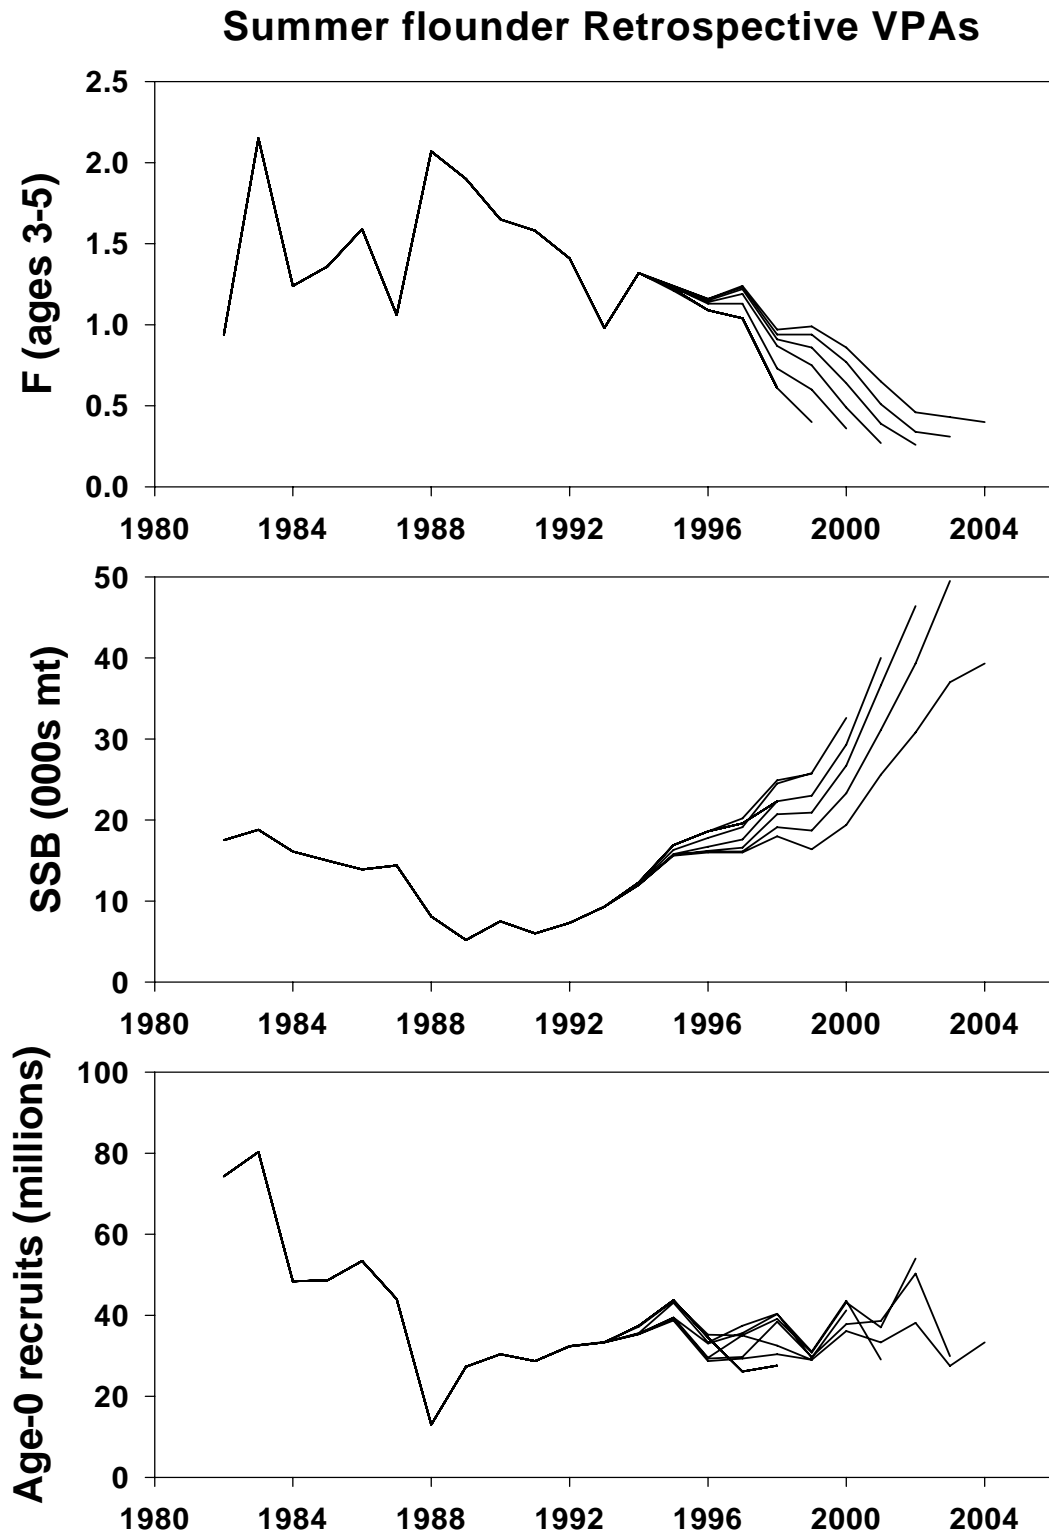 Summer flounder Retrospective VPAs
F (ages 3-5)
2.5
2.0
1.5
1.0
0.5
0.0
1980 1984 1988 1992 1996 2000 2004
SSB (000s mt)
50
40
30
20
10
0
1980 1984 1988 1992 1996 2000 2004
Age-0 recruits (millions)
100
80
60
40
20
0
1980 1984 1988 1992 1996 2000 2004